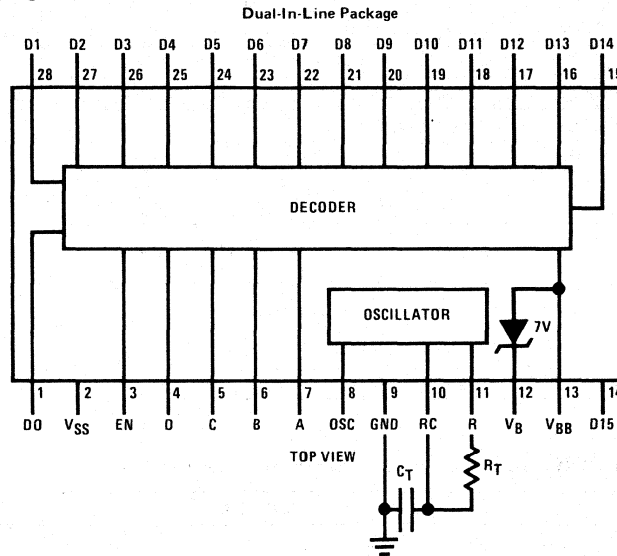 Dual-In-Line Package
D1 D2 D3 D4 D5 D6 D7 D8 D9 D10 D11 D12 D13 D14
28 27 26 25 24 23 22 21 20 19 18 17 16 15
DECODER
OSCILLATOR
7V
1 2 3 4 5 6 7 8 9 10 11 12 13 14
D0 VSS EN D C B A OSC GND RC R VB VBB D15
TOP VIEW
CT
RT